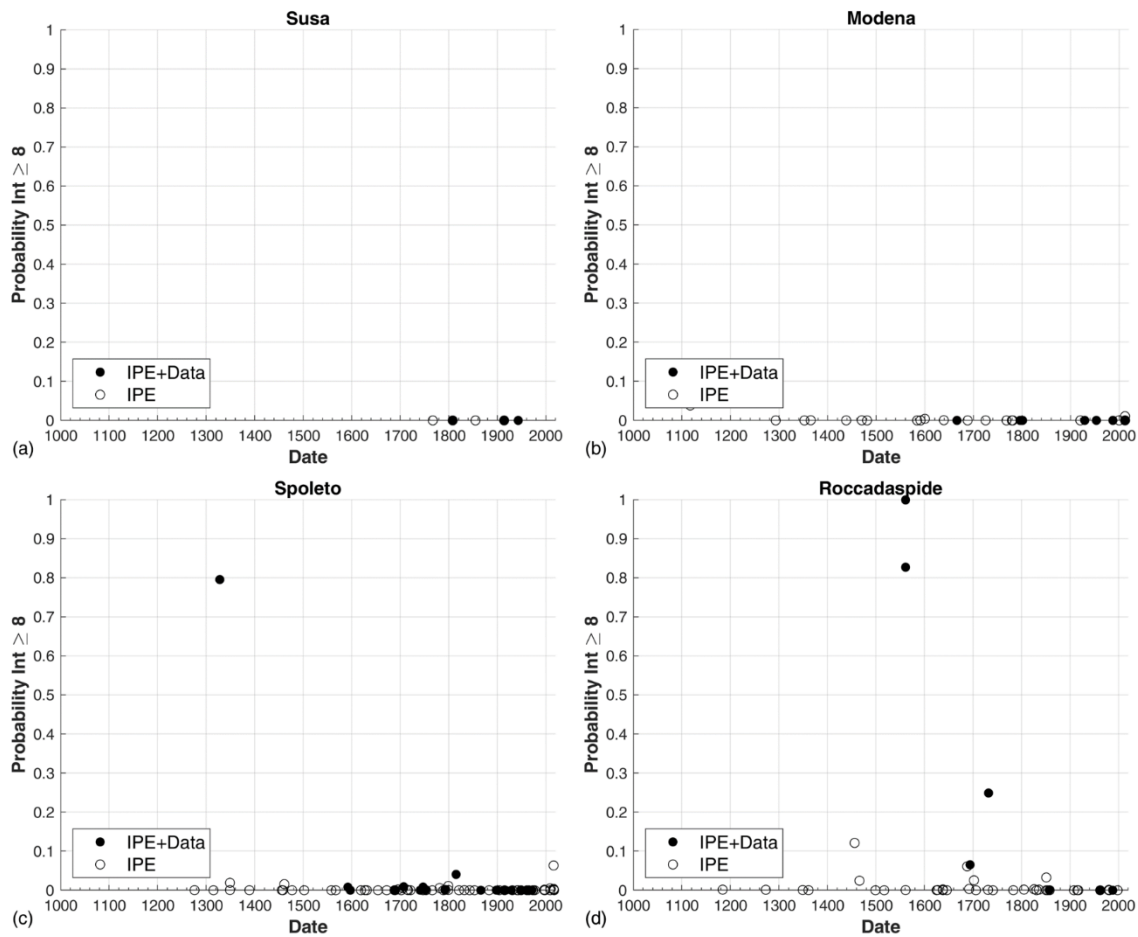 Susa
1
0.9
0.8
0.7
0.6
0.5
0.4
0.3
0.2
0.1
0
Probability Int ≥ 8
IPE+Data
IPE
1000 1100 1200 1300 1400 1500 1600 1700 1800 1900 2000
Date
(a)
Modena
1
0.9
0.8
0.7
0.6
0.5
0.4
0.3
0.2
0.1
0
Probability Int ≥ 8
IPE+Data
IPE
1000 1100 1200 1300 1400 1500 1600 1700 1800 1900 2000
Date
(b)
Spoleto
1
0.9
0.8
0.7
0.6
0.5
0.4
0.3
0.2
0.1
0
Probability Int ≥ 8
IPE+Data
IPE
1000 1100 1200 1300 1400 1500 1600 1700 1800 1900 2000
Date
(c)
Roccadaspide
1
0.9
0.8
0.7
0.6
0.5
0.4
0.3
0.2
0.1
0
Probability Int ≥ 8
IPE+Data
IPE
1000 1100 1200 1300 1400 1500 1600 1700 1800 1900 2000
Date
(d)